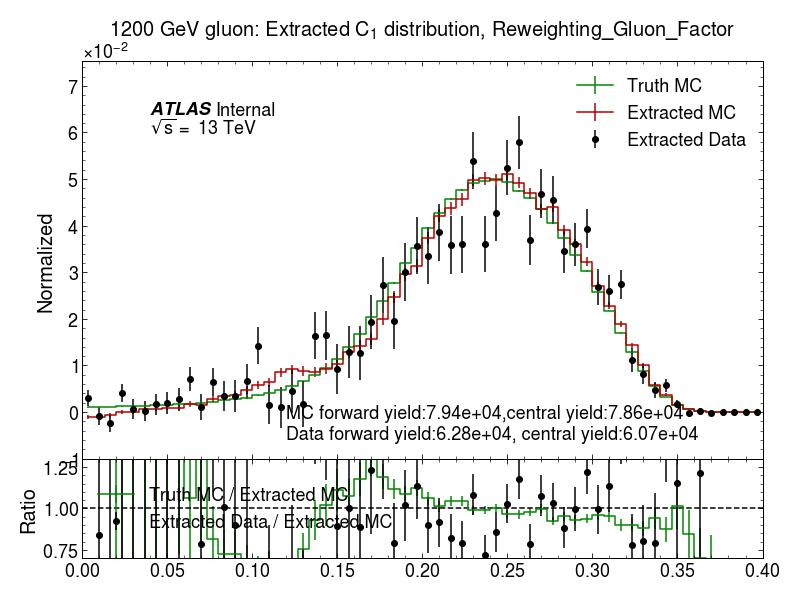 1200 GeV gluon: Extracted C₁ distribution, Reweighting_Gluon_Factor
×10⁻²
ATLAS Internal
√s = 13 TeV
Truth MC
Extracted MC
Extracted Data
Normalized
7
6
5
4
3
2
1
0
MC forward yield:7.94e+04,central yield:7.86e+04
Data forward yield:6.28e+04, central yield:6.07e+04
Ratio
1.25
1.00
0.75
Truth MC / Extracted MC
Extracted Data / Extracted MC
0.00 0.05 0.10 0.15 0.20 0.25 0.30 0.35 0.40